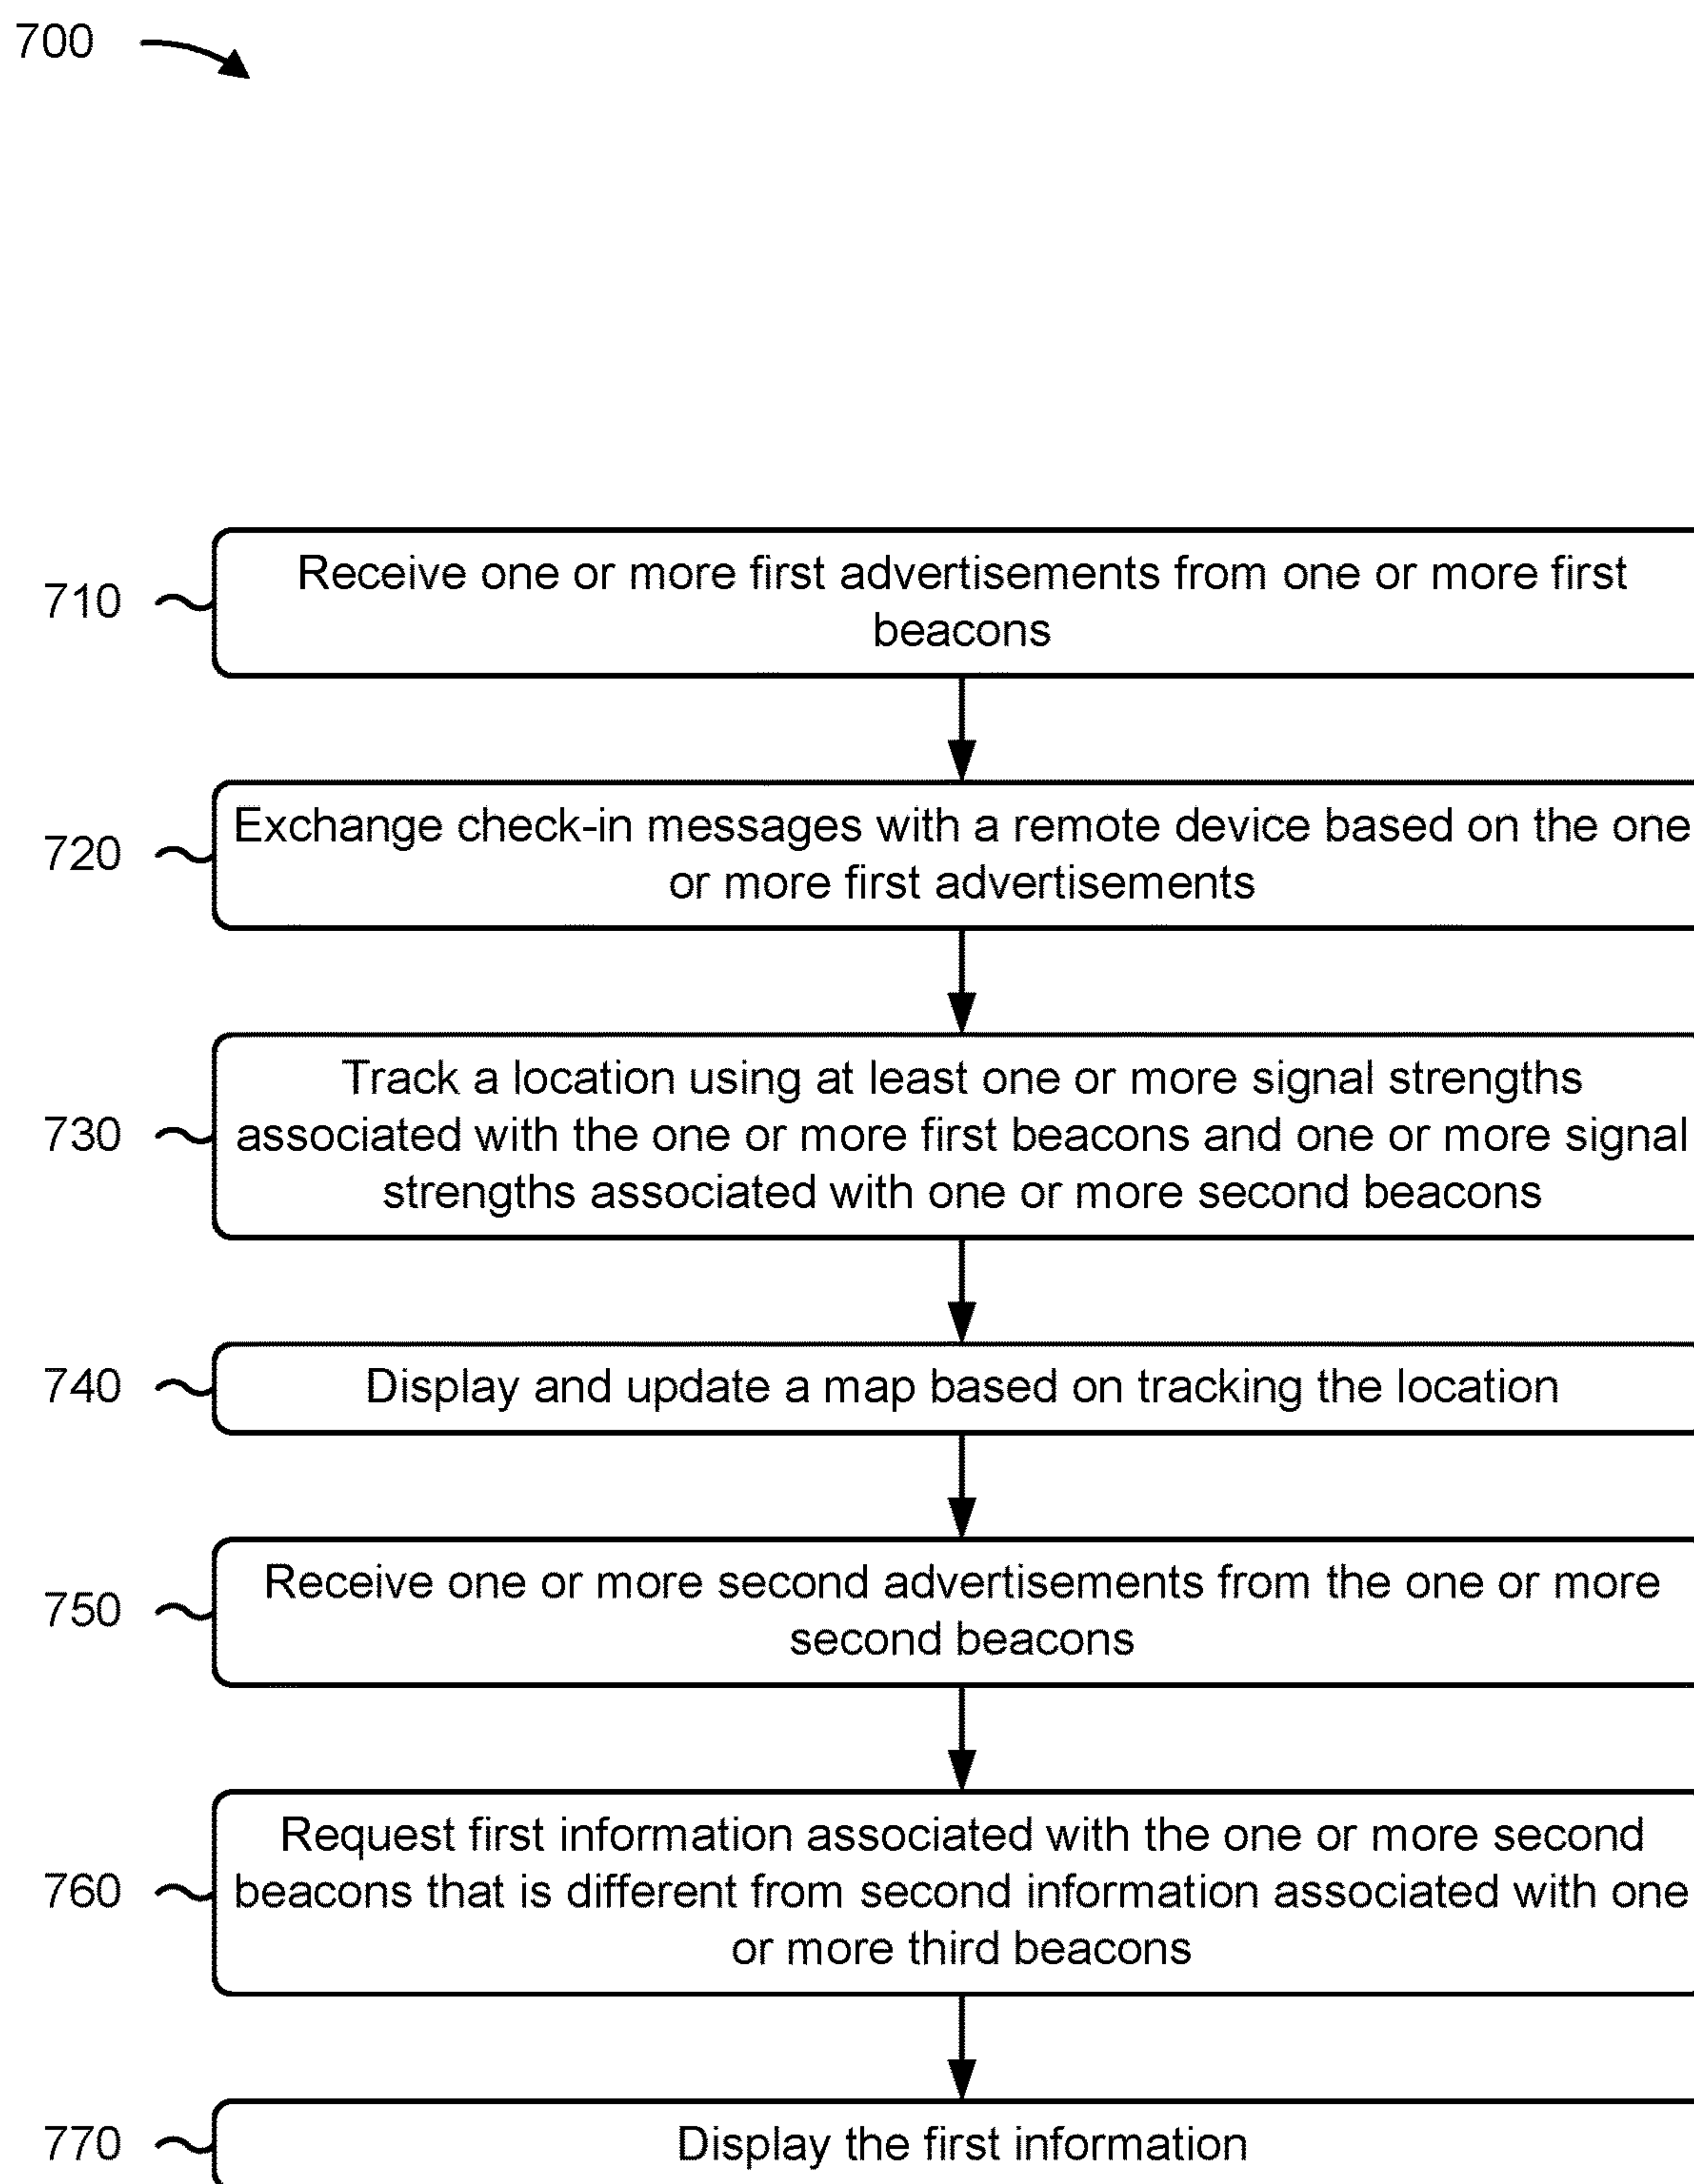 700
710
Receive one or more first advertisements from one or more first
beacons
720
Exchange check-in messages with a remote device based on the one
or more first advertisements
730
Track a location using at least one or more signal strengths
associated with the one or more first beacons and one or more signal
strengths associated with one or more second beacons
740
Display and update a map based on tracking the location
750
Receive one or more second advertisements from the one or more
second beacons
760
Request first information associated with the one or more second
beacons that is different from second information associated with one
or more third beacons
770
Display the first information